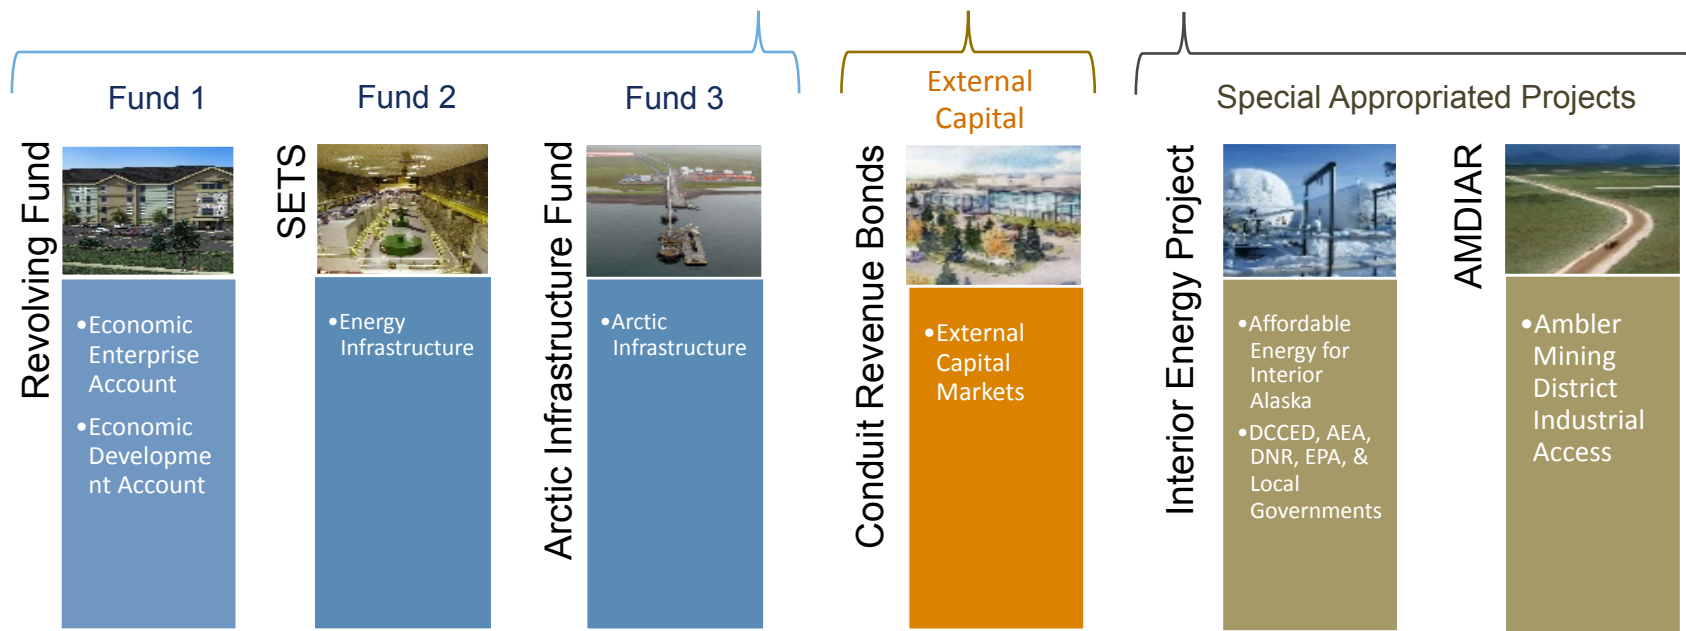 Fund 1
Fund 2
Fund 3
External
Capital
Special Appropriated Projects
Revolving Fund
•Economic
Enterprise
Account
•Economic
Developme
nt Account
SETS
•Energy
Infrastructure
Arctic Infrastructure Fund
•Arctic
Infrastructure
Conduit Revenue Bonds
•External
Capital
Markets
Interior Energy Project
•Affordable
Energy for
Interior
Alaska
•DCCED, AEA,
DNR, EPA, &
Local
Governments
AMDIAR
•Ambler
Mining
District
Industrial
Access